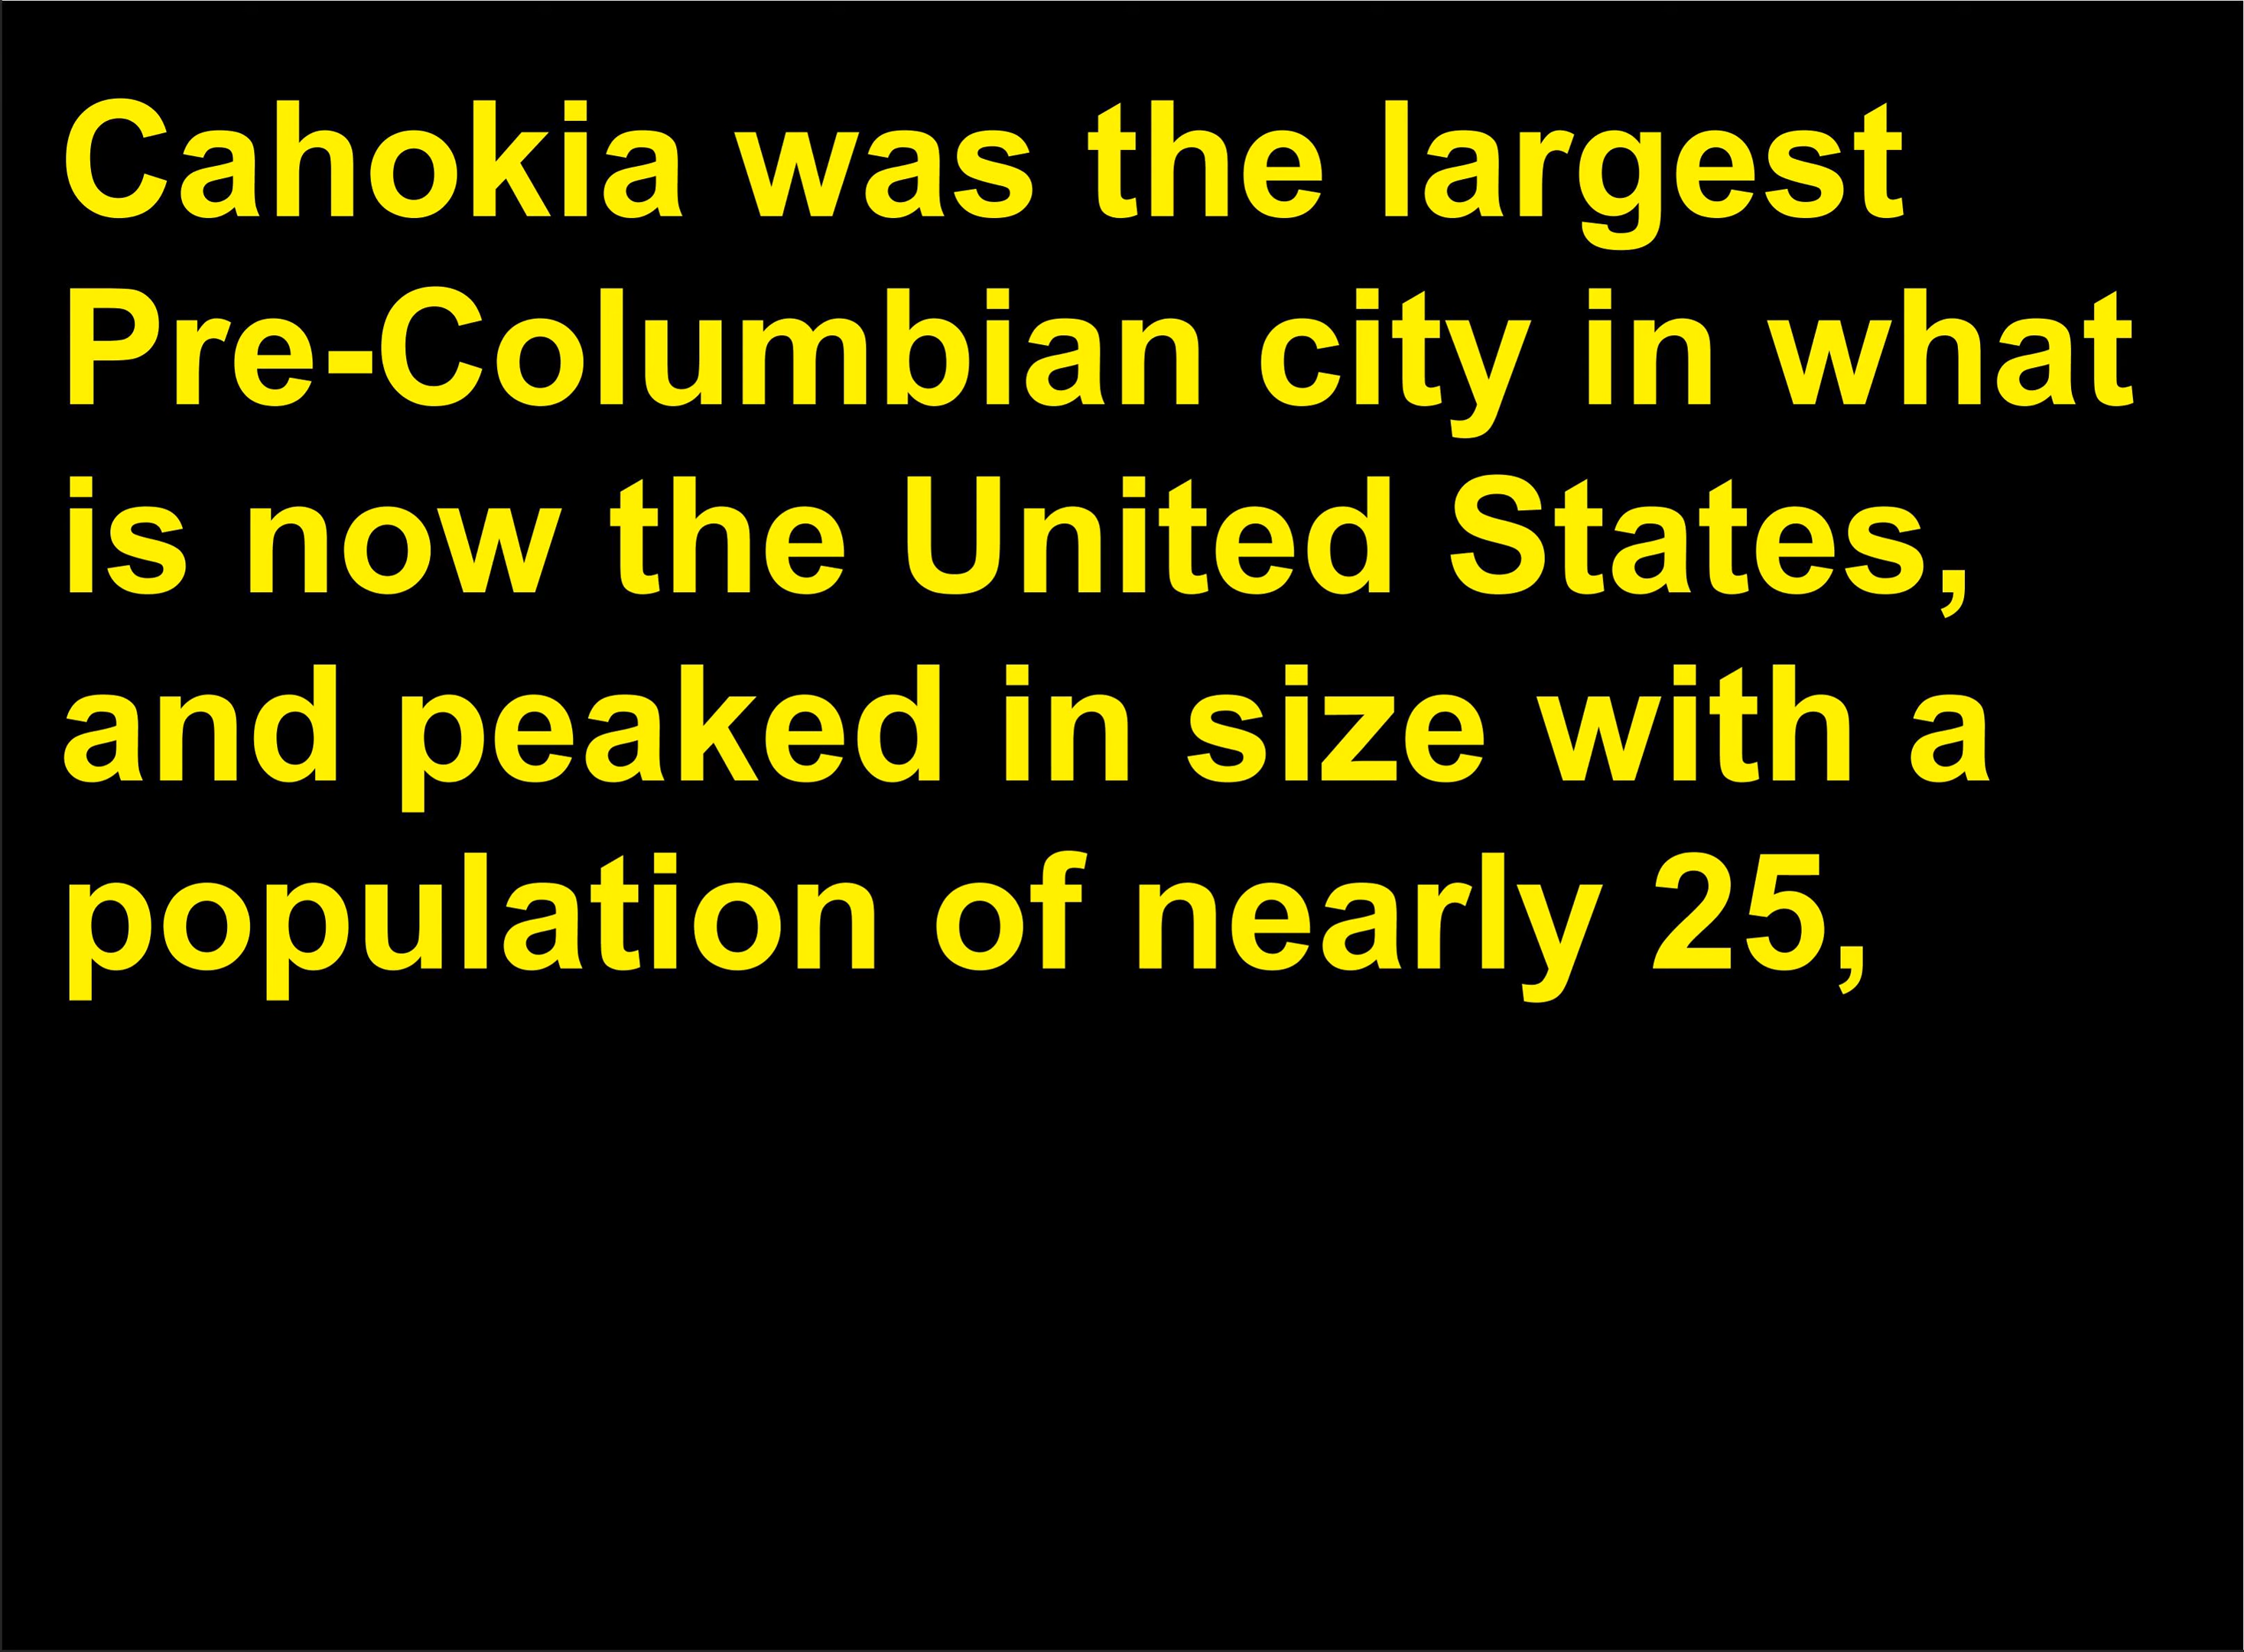 Cahokia was the largest
Pre-Columbian city in what
is now the United States,
and peaked in size with a
population of nearly 25,